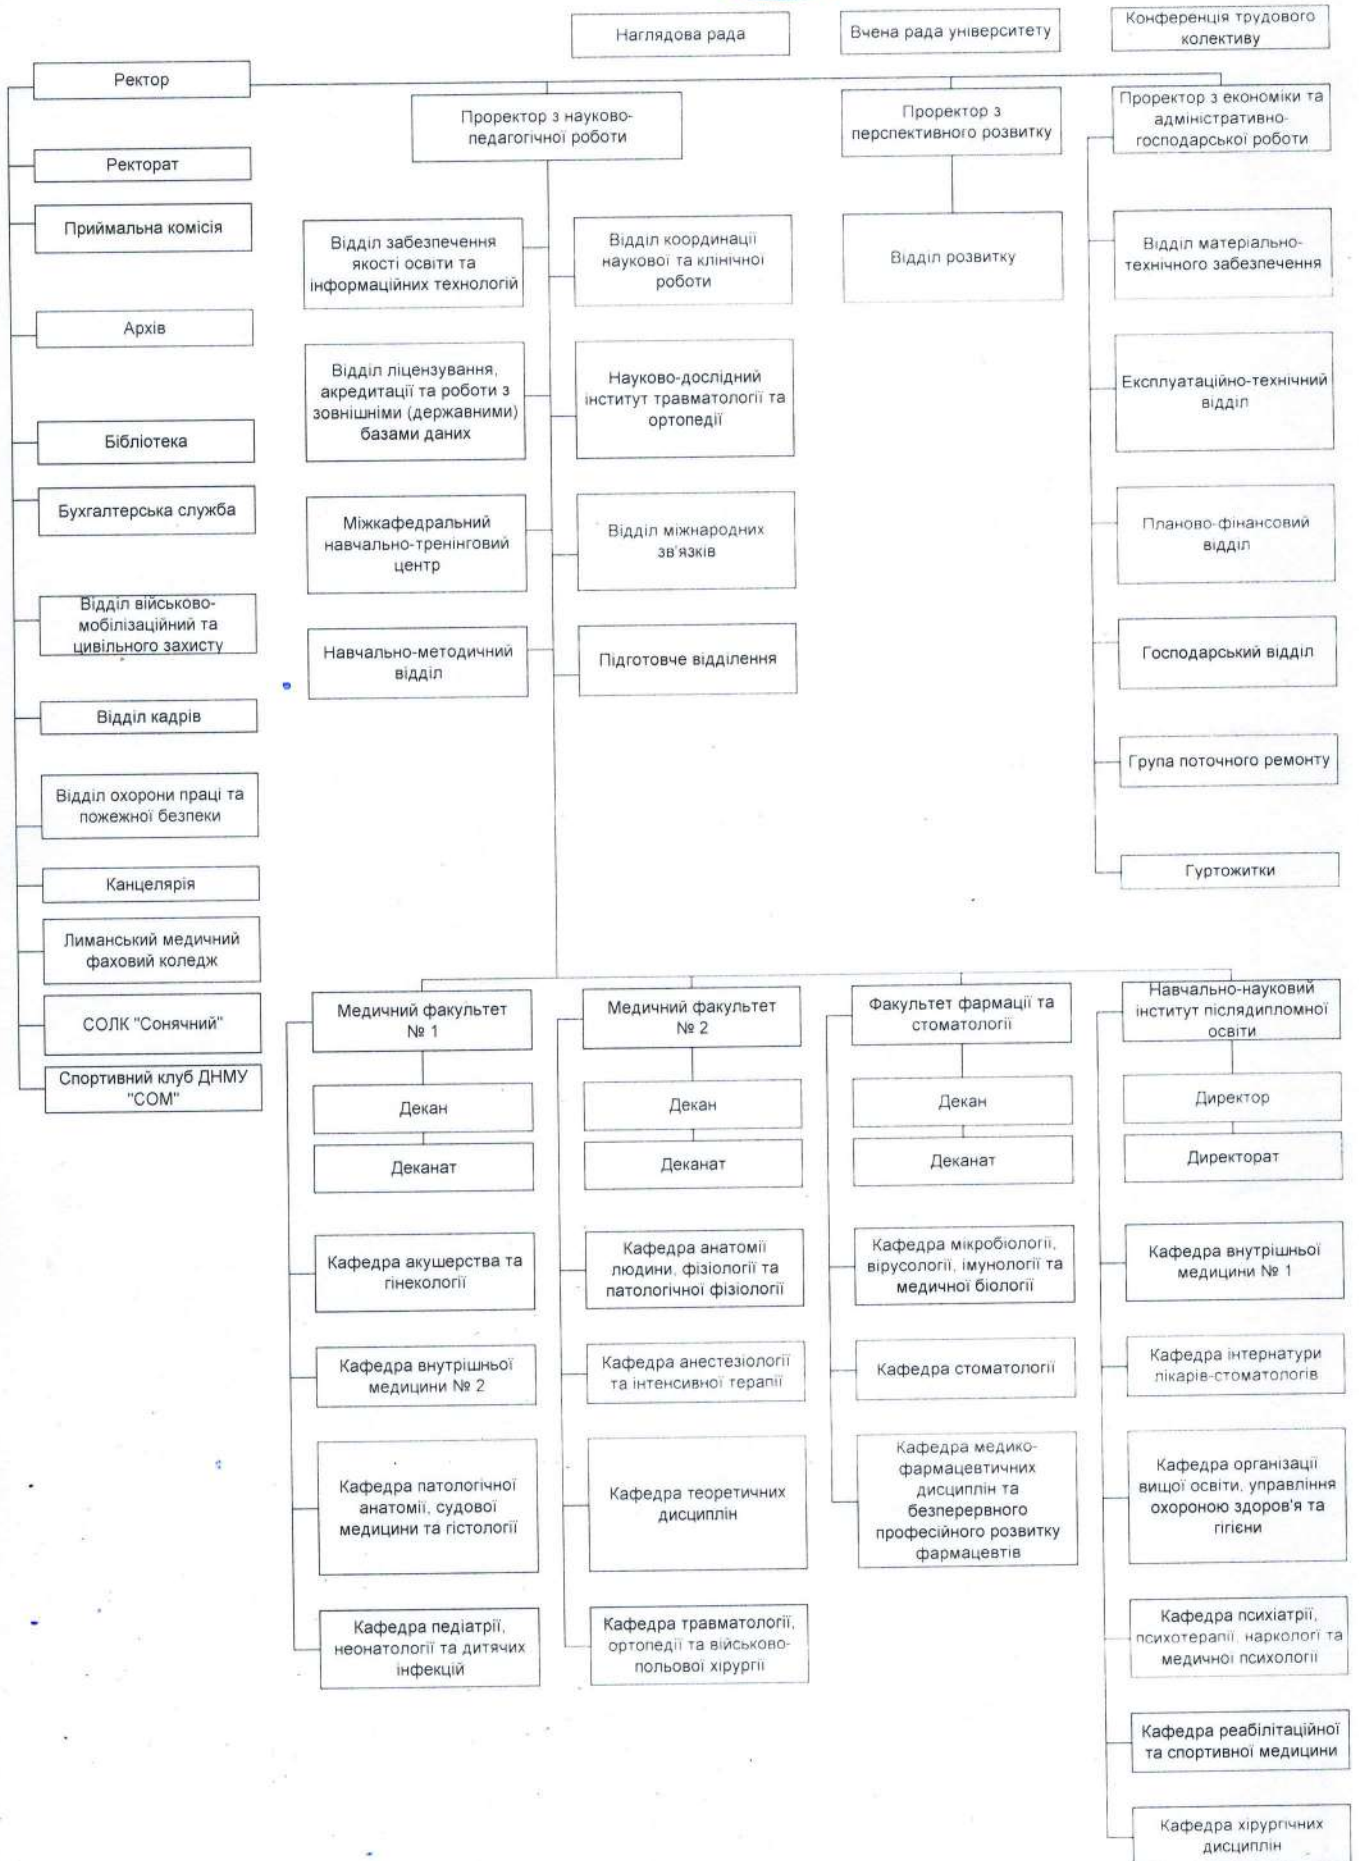 Наглядова рада
Вчена рада університету
Конференція трудового
колективу
Ректор
Проректор з науково-
педагогічної роботи
Проректор з
перспективного розвитку
Проректор з економіки та
адміністративно-
господарської роботи
Ректорат
Приймальна комісія
Архів
Бібліотека
Бухгалтерська служба
Відділ військово-
мобілізаційний та
цивільного захисту
Відділ кадрів
Відділ охорони праці та
пожежної безпеки
Канцелярія
Лиманський медичний
фаховий коледж
СОЛК "Сонячний"
Спортивний клуб ДНМУ
"СОМ"
Відділ забезпечення
якості освіти та
інформаційних технологій
Відділ координації
наукової та клінічної
роботи
Відділ ліцензування,
акредитації та роботи з
зовнішніми (державними)
базами даних
Науково-дослідний
інститут травматології та
ортопедії
Міжкафедральний
навчально-тренінговий
центр
Відділ міжнародних
зв'язків
Навчально-методичний
відділ
Підготовче відділення
Відділ розвитку
Відділ матеріально-
технічного забезпечення
Експлуатаційно-технічний
відділ
Планово-фінансовий
відділ
Господарський відділ
Група поточного ремонту
Гуртожитки
Медичний факультет
№ 1
Декан
Деканат
Кафедра акушерства та
гінекології
Кафедра внутрішньої
медицини № 2
Кафедра патологічної
анатомії, судової
медицини та гістології
Кафедра педіатрії,
неонатології та дитячих
інфекцій
Медичний факультет
№ 2
Декан
Деканат
Кафедра анатомії
людини, фізіології та
патологічної фізіології
Кафедра анестезіології
та інтенсивної терапії
Кафедра теоретичних
дисциплін
Кафедра травматології,
ортопедії та військово-
польової хірургії
Факультет фармації та
стоматології
Декан
Деканат
Кафедра мікробіології,
вірусології, імунології та
медичної біології
Кафедра стоматології
Кафедра медико-
фармацевтичних
дисциплін та
безперервного
професійного розвитку
фармацевтів
Навчально-науковий
інститут післядипломної
освіти
Директор
Директорат
Кафедра внутрішньої
медицини № 1
Кафедра інтернатури
лікарів-стоматологів
Кафедра організації
вищої освіти, управління
охороною здоров'я та
гігієни
Кафедра психіатрії,
психотерапії, наркології та
медичної психології
Кафедра реабілітаційної
та спортивної медицини
Кафедра хірургічних
дисциплін